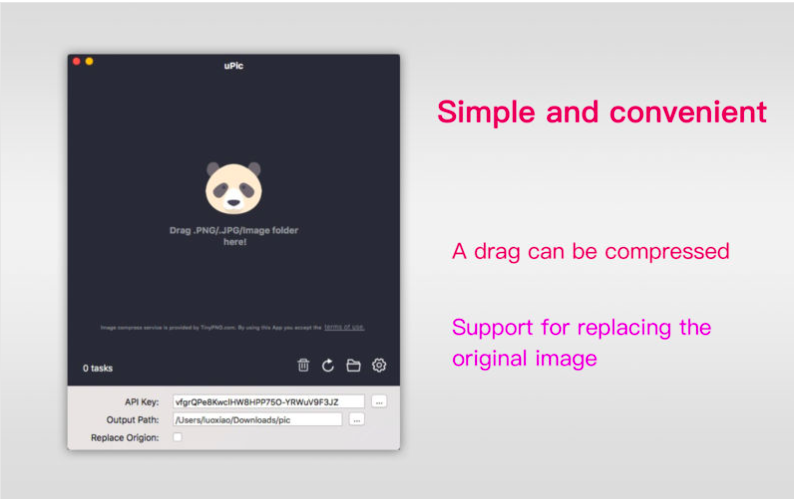 uPic
Simple and convenient
Drag .PNG/.JPG/Image folder
here!
A drag can be compressed
Support for replacing the
original image
Image compress service is provided by TinyPNG.com. By using this App you accept the terms of use.
0 tasks
API Key: vfgrQPe8KwclHW8HPP75O-YRWuV9F3JZ ...
Output Path: /Users/luoxiao/Downloads/pic ...
Replace Origion: